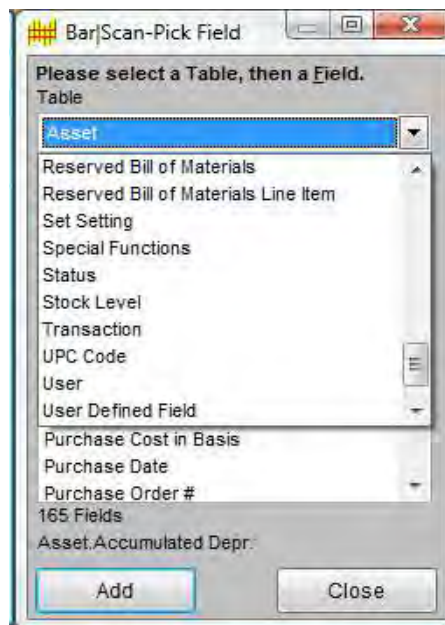 Bar|Scan-Pick Field
Please select a Table, then a Field.
Table
Asset
Reserved Bill of Materials
Reserved Bill of Materials Line Item
Set Setting
Special Functions
Status
Stock Level
Transaction
UPC Code
User
User Defined Field
Purchase Cost in Basis
Purchase Date
Purchase Order #
165 Fields
Asset.Accumulated Depr.
Add Close